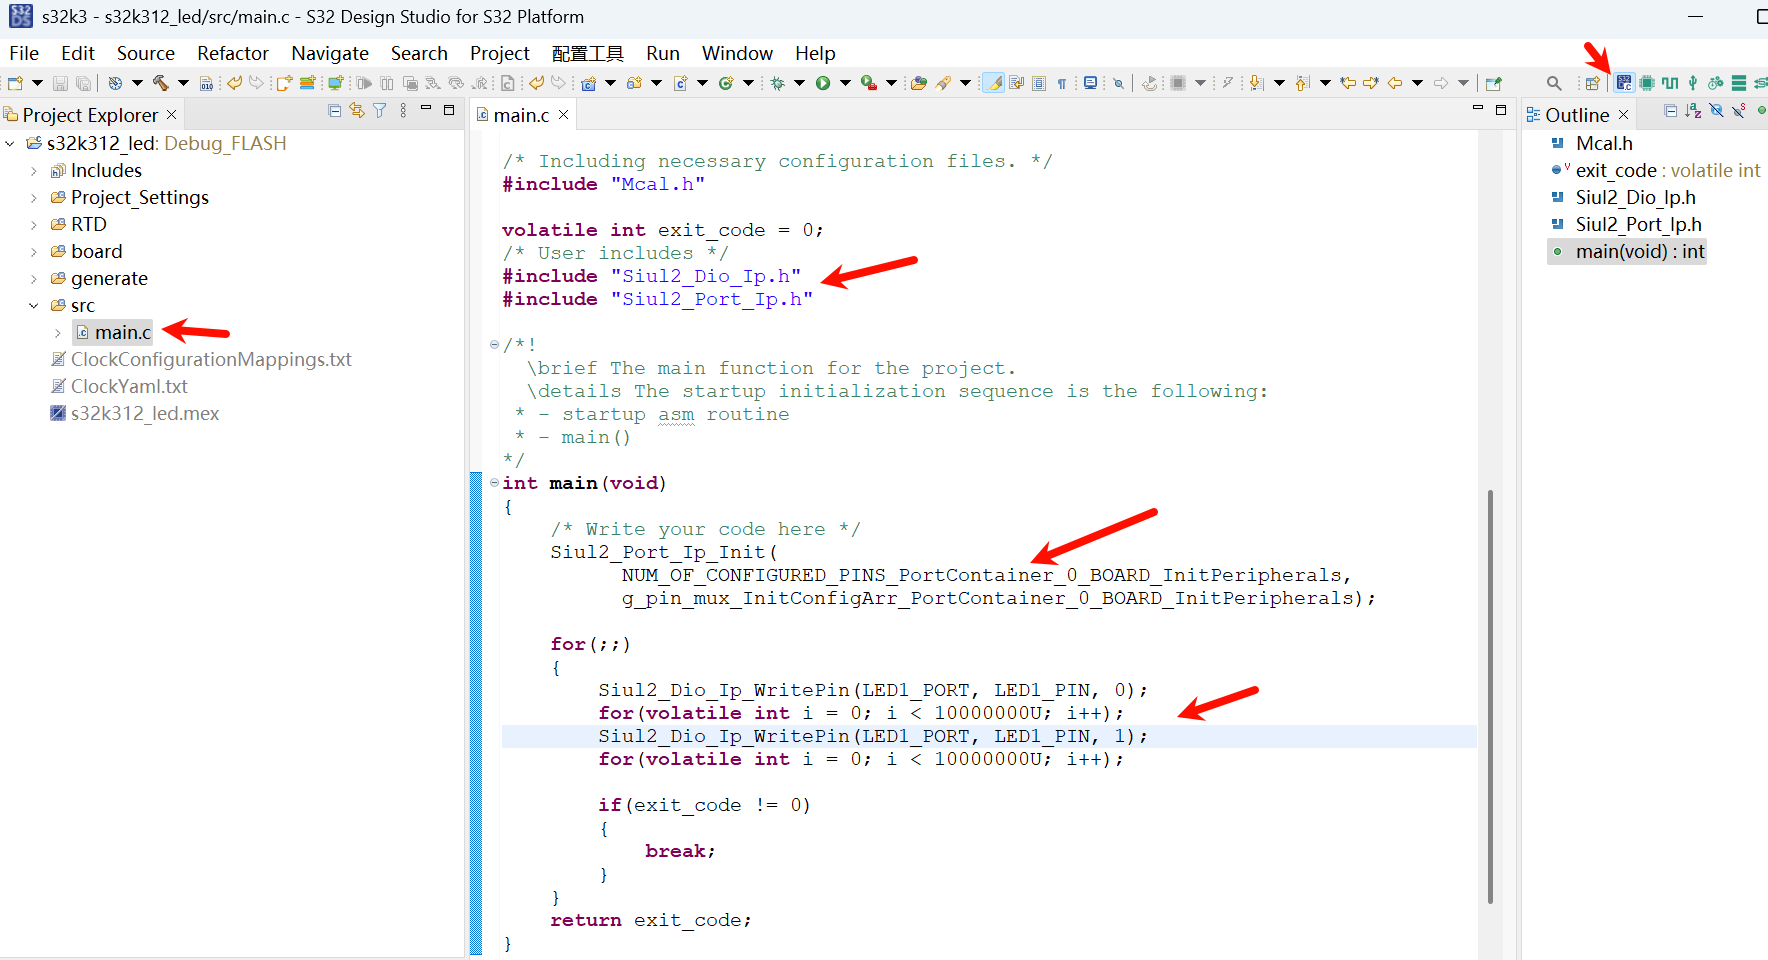 s32k3 - s32k312_led/src/main.c - S32 Design Studio for S32 Platform
File Edit Source Refactor Navigate Search Project 配置工具 Run Window Help
Project Explorer
s32k312_led: Debug_FLASH
Includes
Project_Settings
RTD
board
generate
src
main.c
ClockConfigurationMappings.txt
ClockYaml.txt
s32k312_led.mex
main.c
/* Including necessary configuration files. */
#include "Mcal.h"
volatile int exit_code = 0;
/* User includes */
#include "Siul2_Dio_Ip.h"
#include "Siul2_Port_Ip.h"
/*!
\brief The main function for the project.
\details The startup initialization sequence is the following:
* - startup asm routine
* - main()
*/
int main(void)
{
/* Write your code here */
Siul2_Port_Ip_Init(
NUM_OF_CONFIGURED_PINS_PortContainer_0_BOARD_InitPeripherals,
g_pin_mux_InitConfigArr_PortContainer_0_BOARD_InitPeripherals);
for(;;)
{
Siul2_Dio_Ip_WritePin(LED1_PORT, LED1_PIN, 0);
for(volatile int i = 0; i < 10000000U; i++);
Siul2_Dio_Ip_WritePin(LED1_PORT, LED1_PIN, 1);
for(volatile int i = 0; i < 10000000U; i++);
if(exit_code != 0)
{
break;
}
}
return exit_code;
}
Outline
Mcal.h
exit_code : volatile int
Siul2_Dio_Ip.h
Siul2_Port_Ip.h
main(void) : int